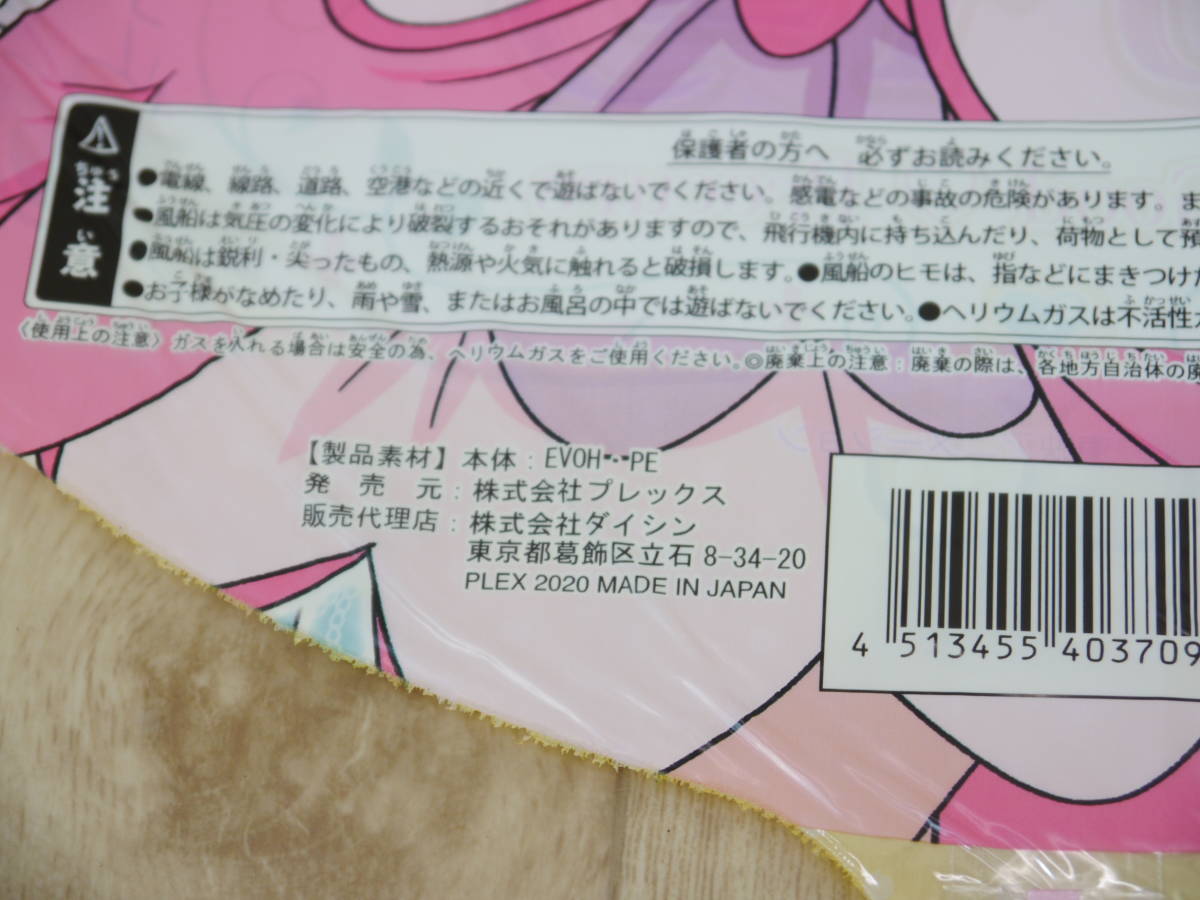 注意
保護者の方へ 必ずお読みください。
●電線、線路、道路、空港などの近くで遊ばないでください。感電などの事故の危険があります。ま
●風船は気圧の変化により破裂するおそれがありますので、飛行機内に持ち込んだり、荷物として預
●風船は鋭利・尖ったもの、熱源や火気に触れると破損します。●風船のヒモは、指などにまきつけた
●お子様がなめたり、雨や雪、またはお風呂の中では遊ばないでください。●ヘリウムガスは不活性ガ
〈使用上の注意〉ガスを入れる場合は安全の為、ヘリウムガスをご使用ください。◎廃棄上の注意：廃棄の際は、各地方自治体の廃
【製品素材】本体：EVOH・PE
発売元：株式会社プレックス
販売代理店：株式会社ダイシン
東京都葛飾区立石8-34-20
PLEX 2020 MADE IN JAPAN
4 513455 403709